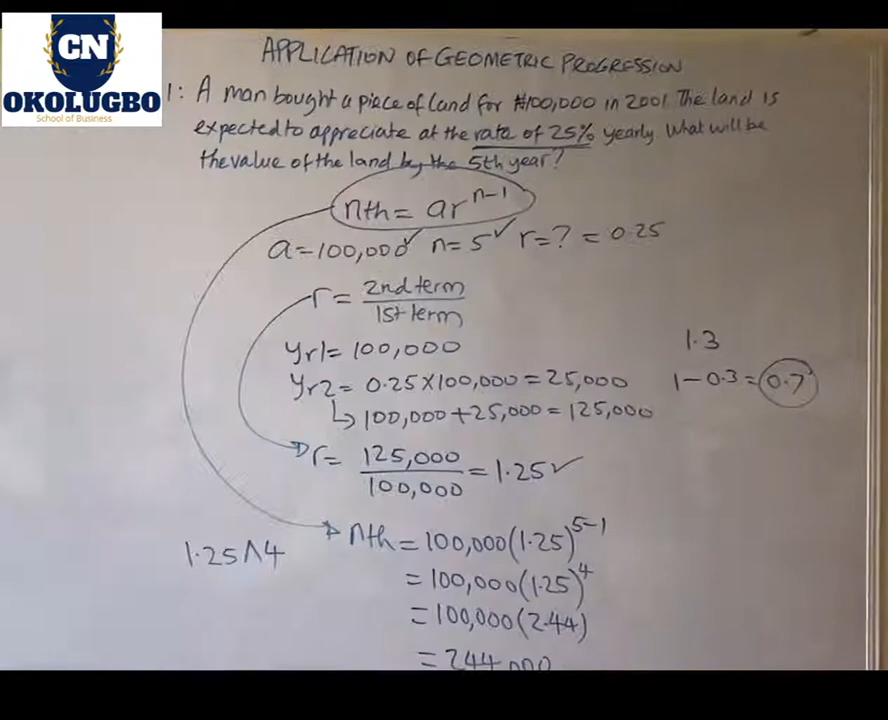 CN
OKOLUGBO
School of Business
APPLICATION OF GEOMETRIC PROGRESSION
1: A man bought a piece of land for ₦100,000 in 2001. The land is
expected to appreciate at the rate of 25% yearly. What will be
the value of the land by the 5th year?
nth = ar^n-1
a = 100,000 ✓ n = 5 ✓ r = ? = 0.25
r = 2nd term / 1st term
yr1 = 100,000
1.3
yr2 = 0.25 × 100,000 = 25,000
1 - 0.3 = 0.7
↳ 100,000 + 25,000 = 125,000
r = 125,000 / 100,000 = 1.25 ✓
nth = 100,000(1.25)^5-1
1.25 ∧ 4
= 100,000(1.25)^4
= 100,000(2.44)
= 244,000